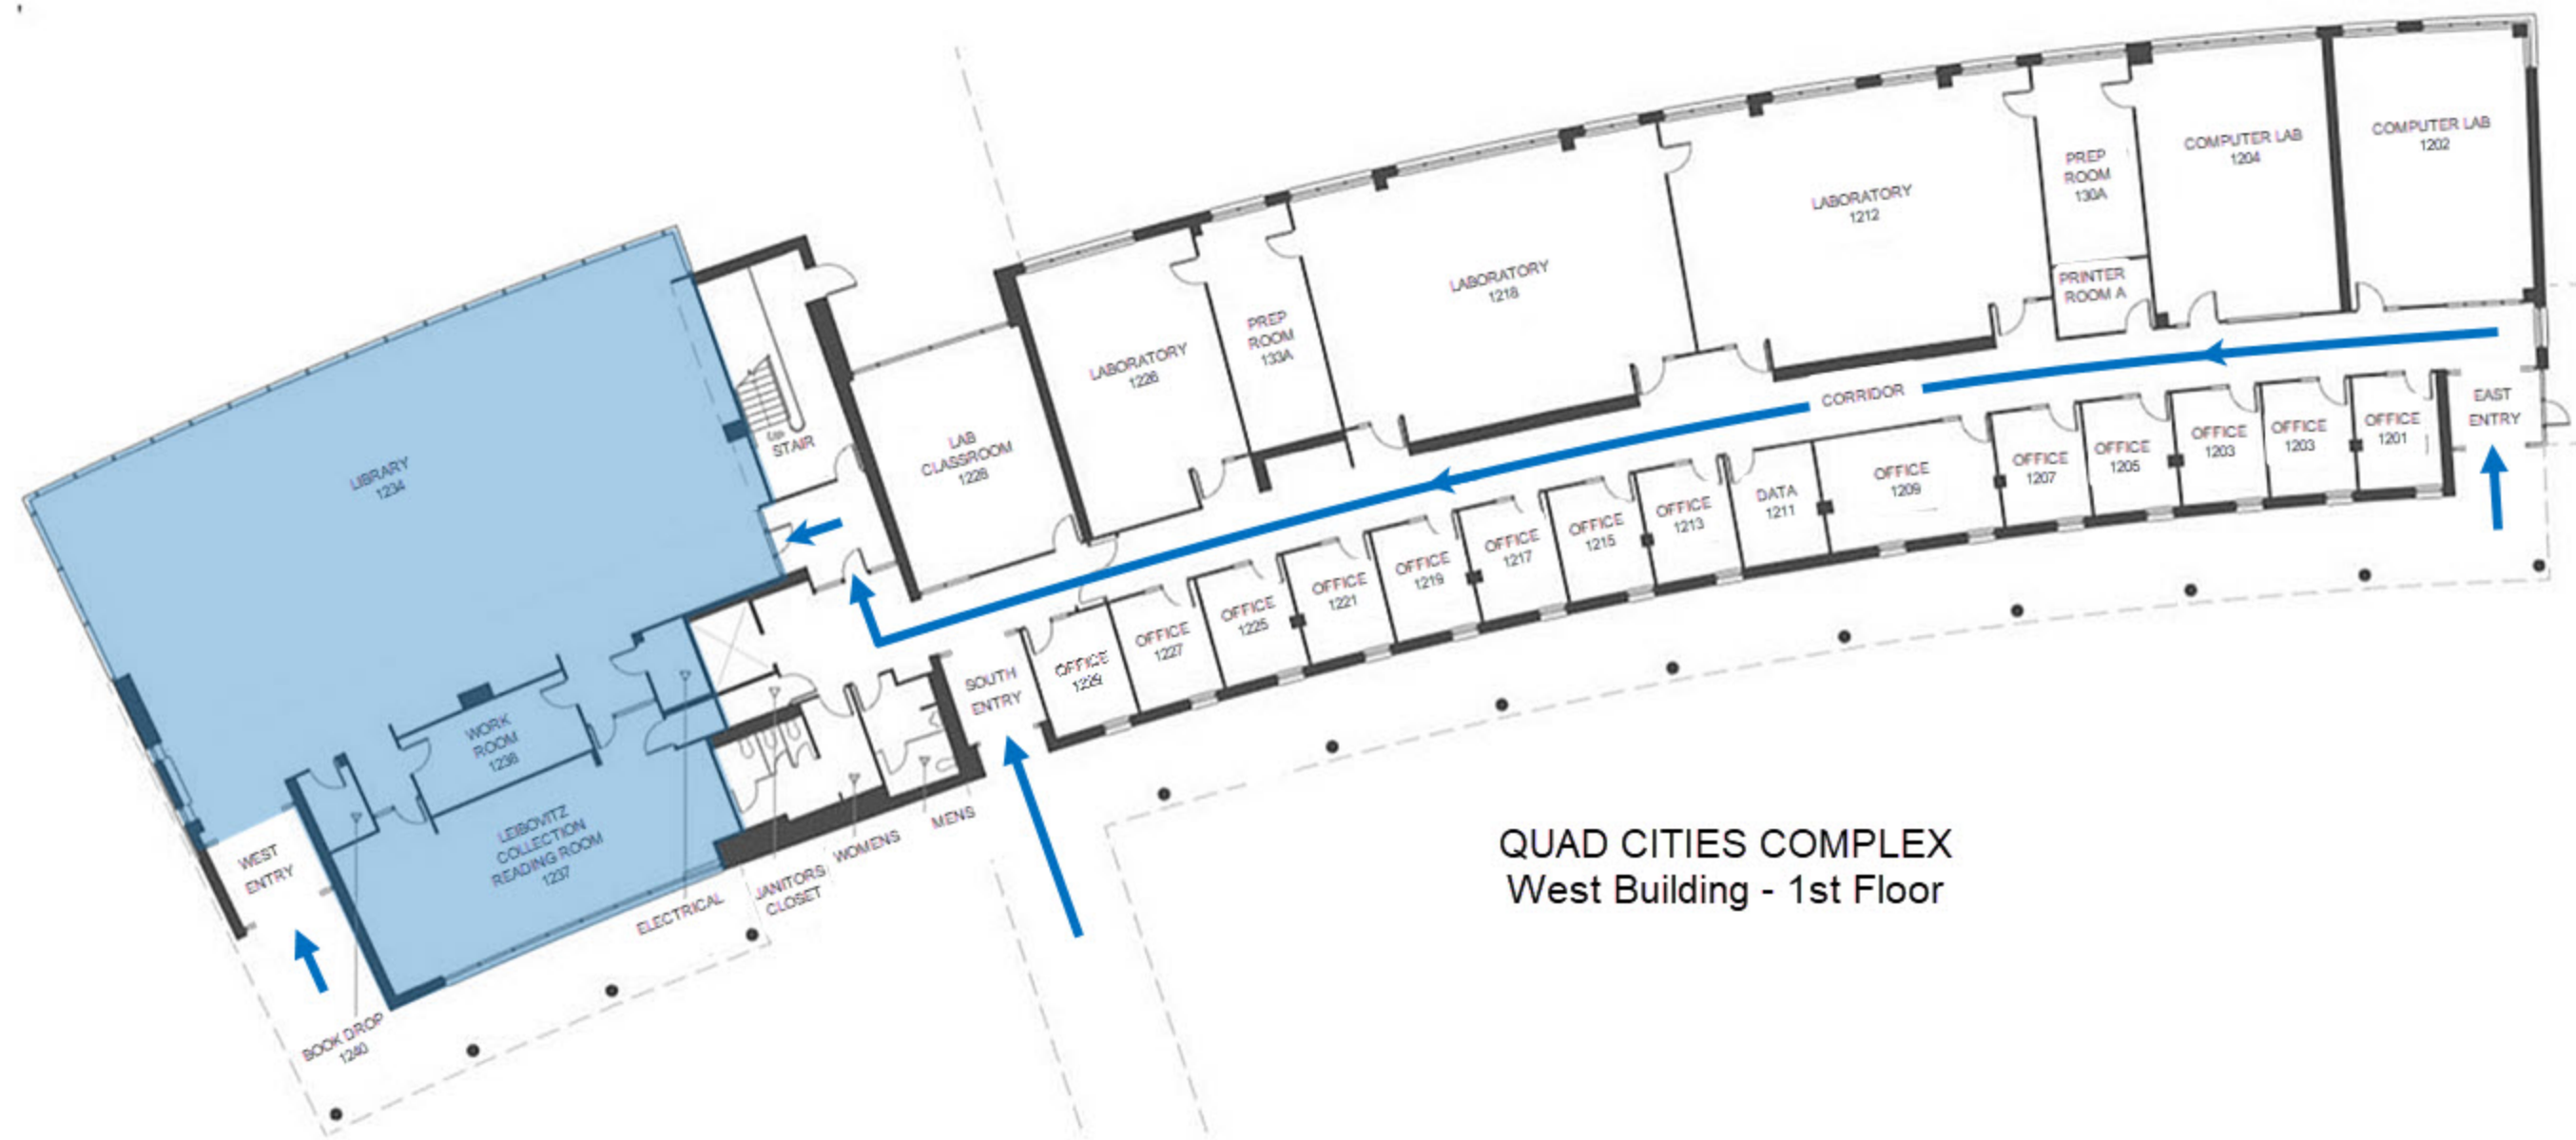 LIBRARY
1234
STAIR
LAB
CLASSROOM
1228
LABORATORY
1226
PREP
ROOM
133A
LABORATORY
1218
LABORATORY
1212
PREP
ROOM
130A
PRINTER
ROOM A
COMPUTER LAB
1204
COMPUTER LAB
1202
CORRIDOR
EAST
ENTRY
OFFICE
1201
OFFICE
1203
OFFICE
1203
OFFICE
1205
OFFICE
1207
OFFICE
1209
DATA
1211
OFFICE
1213
OFFICE
1215
OFFICE
1217
OFFICE
1219
OFFICE
1221
OFFICE
1225
OFFICE
1227
OFFICE
1229
SOUTH
ENTRY
WORK
ROOM
1238
LEIBOVITZ
COLLECTION
READING ROOM
1237
WEST
ENTRY
MENS
WOMENS
JANITORS
CLOSET
ELECTRICAL
BOOK DROP
1240
QUAD CITIES COMPLEX
West Building - 1st Floor